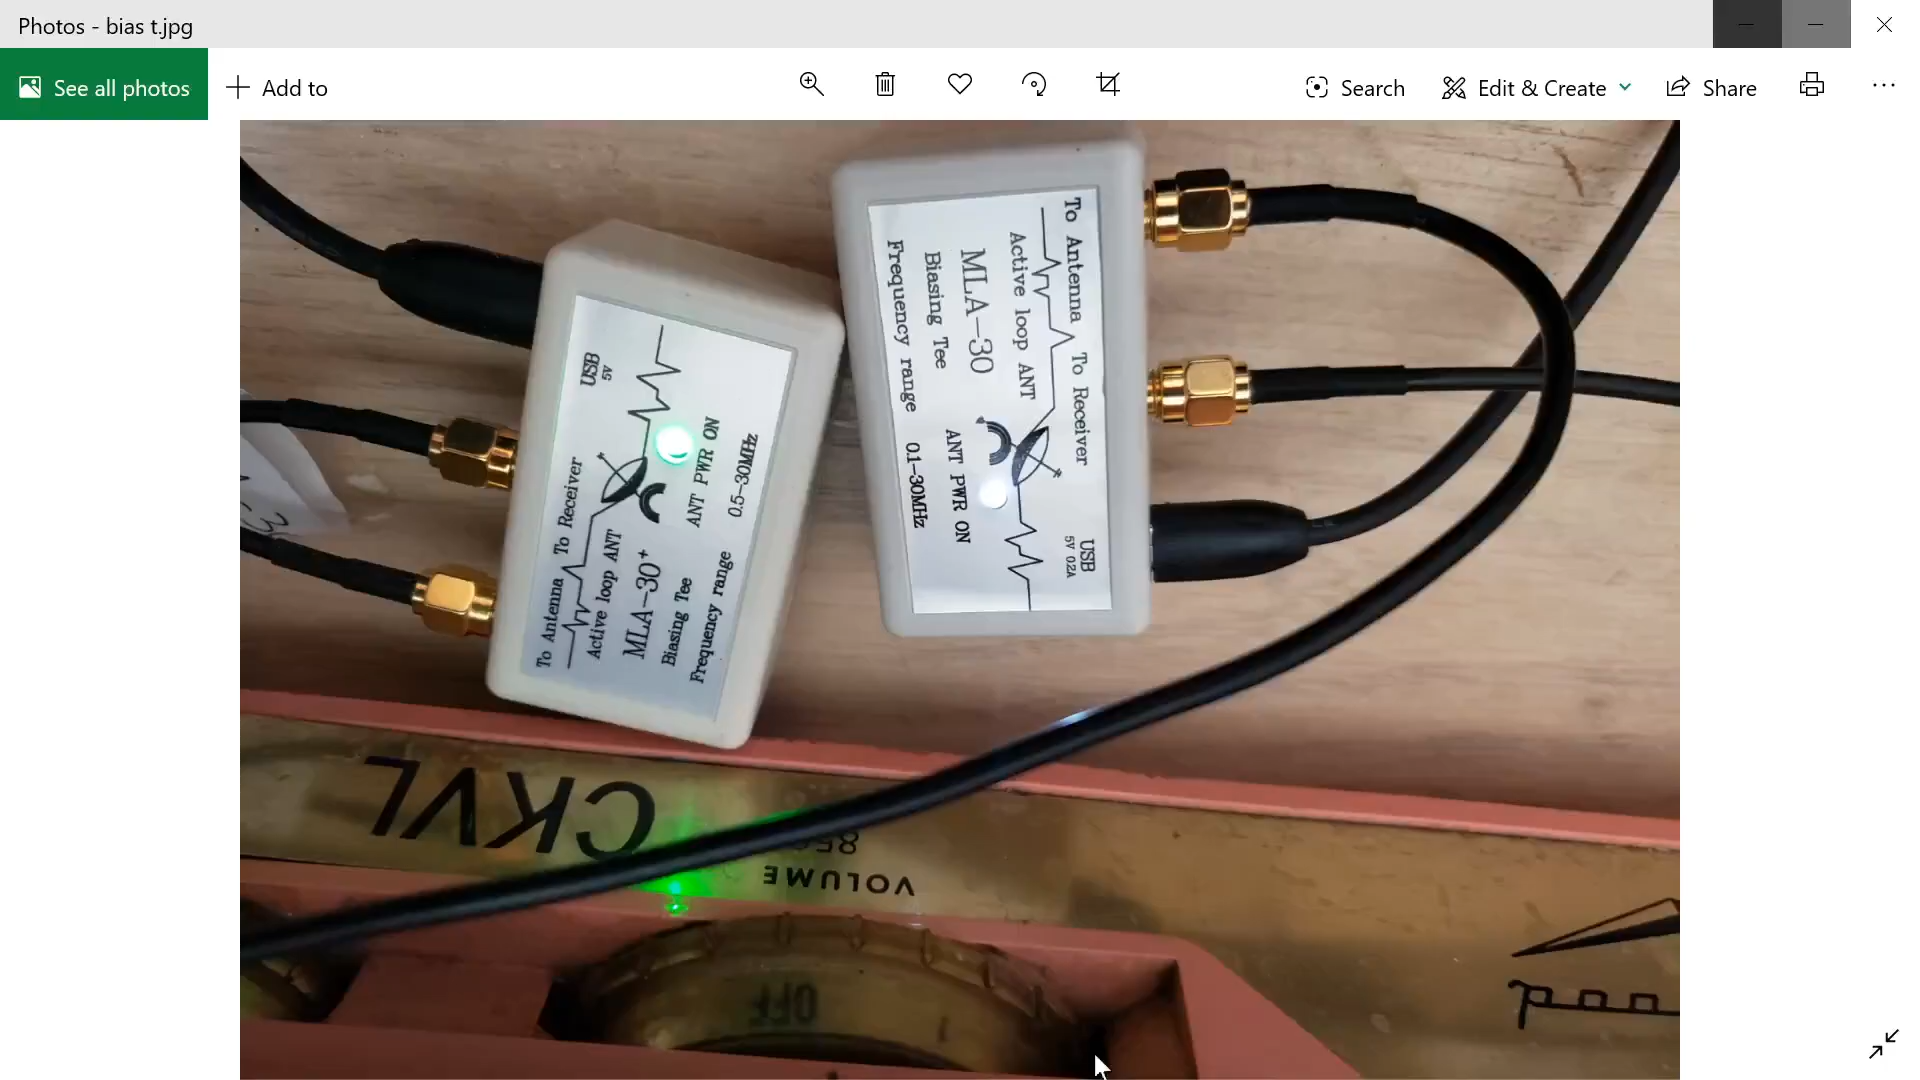 Photos - bias t.jpg
See all photos
Add to
Search
Edit & Create
Share
To Antenna To Receiver
Active loop ANT
MLA-30+
Biasing Tee
Frequency range
USB
5V
ANT PWR ON
0.5-30MHz
To Antenna To Receiver
Active loop ANT
MLA-30
Biasing Tee
Frequency range
USB
5V 0.2A
ANT PWR ON
0.1-30MHz
CKVL
VOLUME
OFF